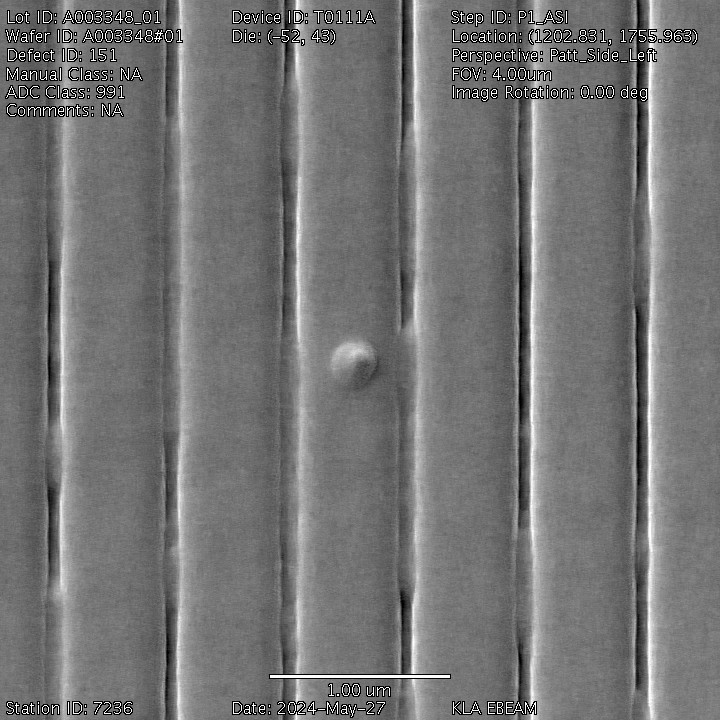 Lot ID: A003348_01
Device ID: T0111A
Step ID: P1_ASI
Wafer ID: A003348#01
Die: (-52, 43)
Location: (1202.831, 1755.963)
Defect ID: 151
Perspective: Patt_Side_Left
Manual Class: NA
FOV: 4.00um
ADC Class: 991
Image Rotation: 0.00 deg
Comments: NA
1.00 um
Station ID: 7236
Date: 2024-May-27
KLA EBEAM